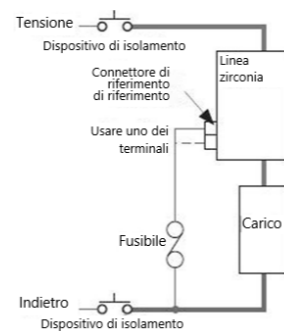 Tensione
Dispositivo di isolamento
Linea
zirconia
Connettore di
riferimento
di riferimento
Usare uno dei
terminali
Carico
Fusibile
Indietro
Dispositivo di isolamento